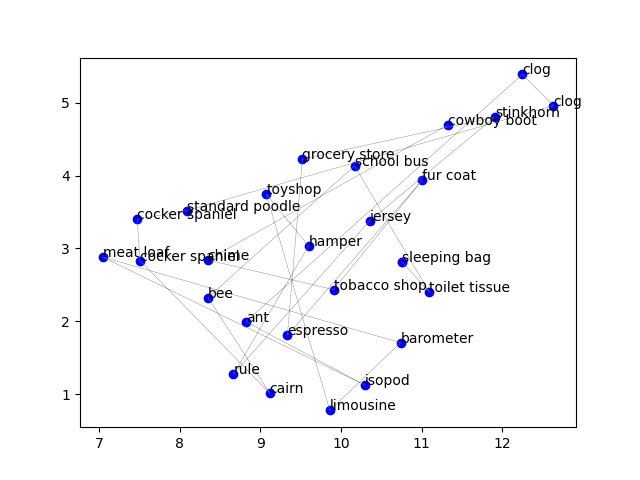 clog
clog
stinkhorn
cowboy boot
grocery store
school bus
fur coat
toyshop
standard poodle
cocker spaniel
jersey
hamper
meat loaf
cocker spaniel
chime
sleeping bag
tobacco shop
toilet tissue
bee
ant
espresso
barometer
rule
isopod
cairn
limousine
5
4
3
2
1
7 8 9 10 11 12